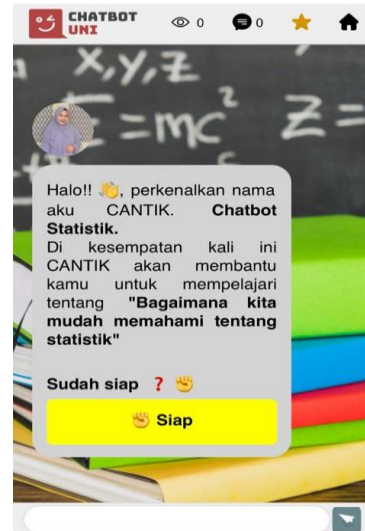 CHATBOT
UNI
0
0
x,y,z
E = mc² Z =
Halo!! 👋, perkenalkan nama
aku CANTIK. Chatbot
Statistik.
Di kesempatan kali ini
CANTIK akan membantu
kamu untuk mempelajari
tentang "Bagaimana kita
mudah memahami tentang
statistik"
Sudah siap ❓ ✊
✊ Siap